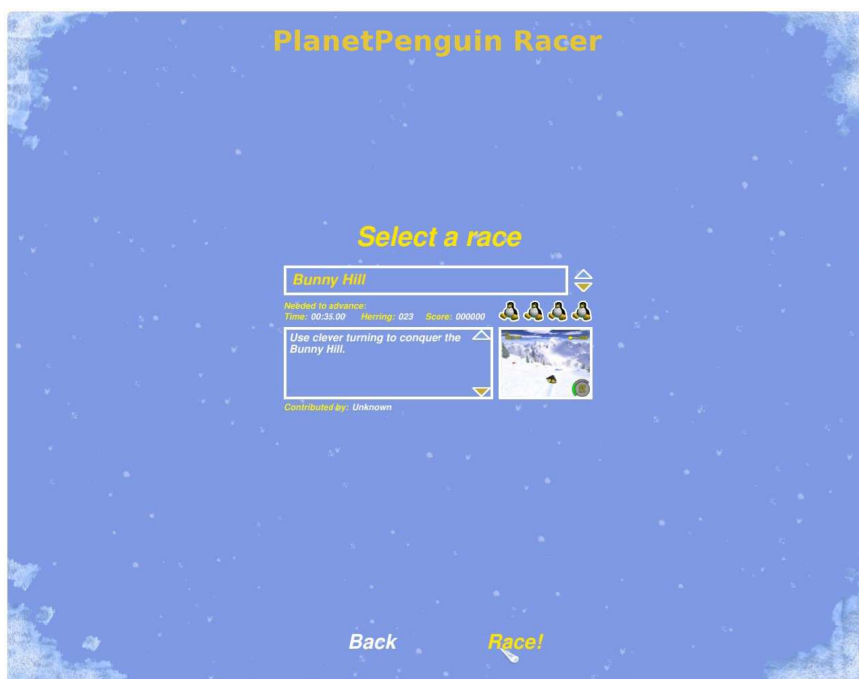 PlanetPenguin Racer
Select a race
Bunny Hill
Needed to advance:
Time: 00:35.00 Herring: 023 Score: 000000
Use clever turning to conquer the
Bunny Hill.
Contributed by: Unknown
Back Race!